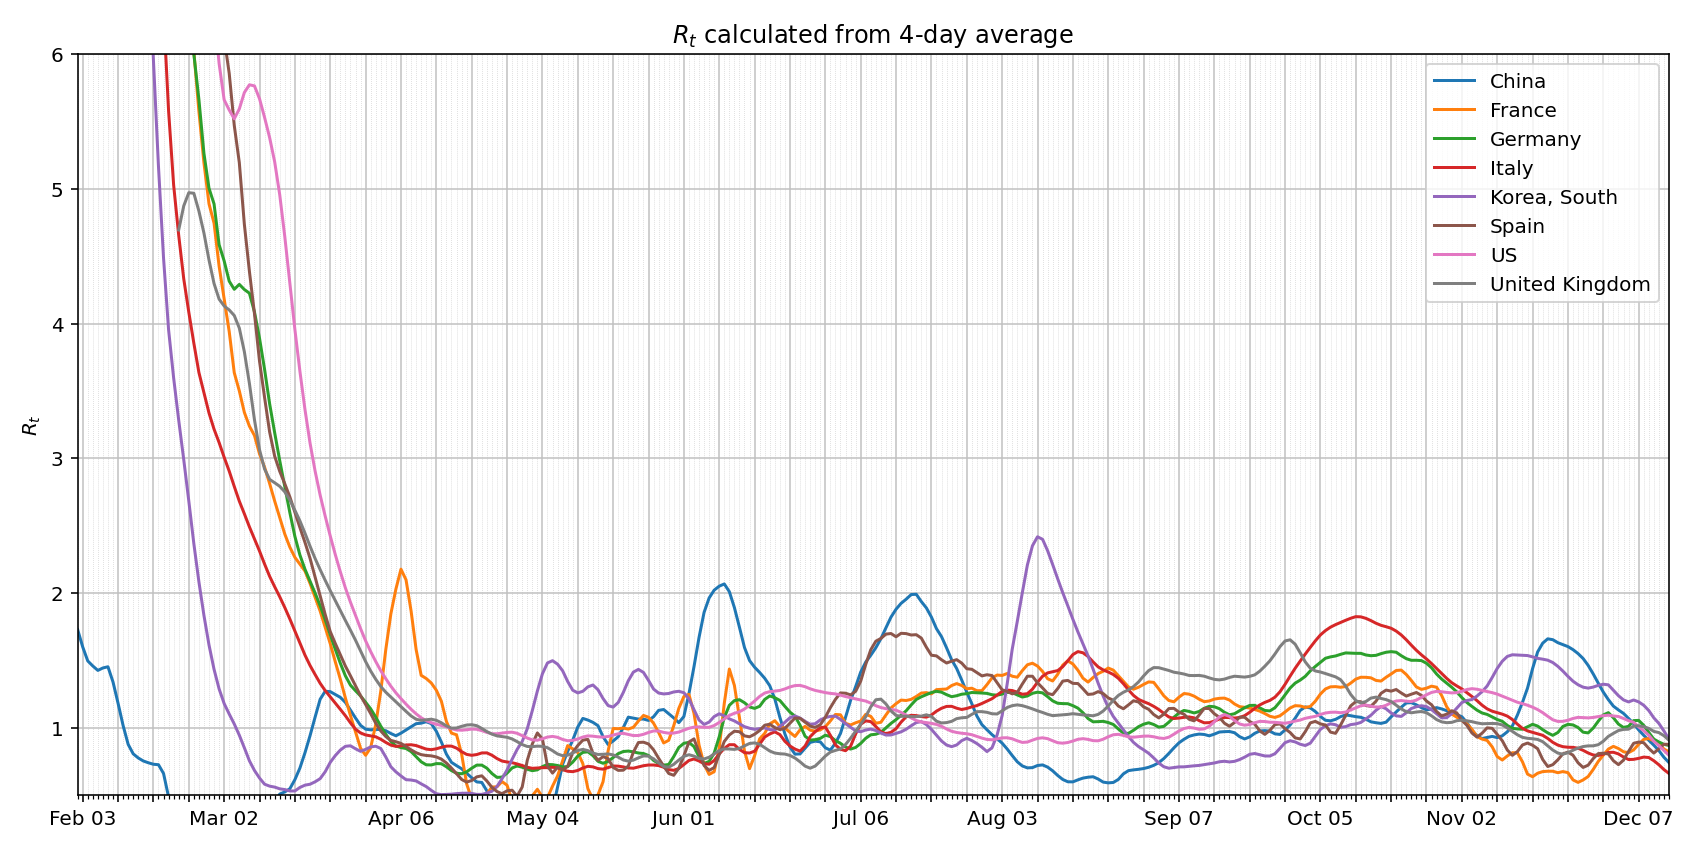 Rt calculated from 4-day average
6
5
4
3
2
1
Rt
China
France
Germany
Italy
Korea, South
Spain
US
United Kingdom
Feb 03 Mar 02 Apr 06 May 04 Jun 01 Jul 06 Aug 03 Sep 07 Oct 05 Nov 02 Dec 07